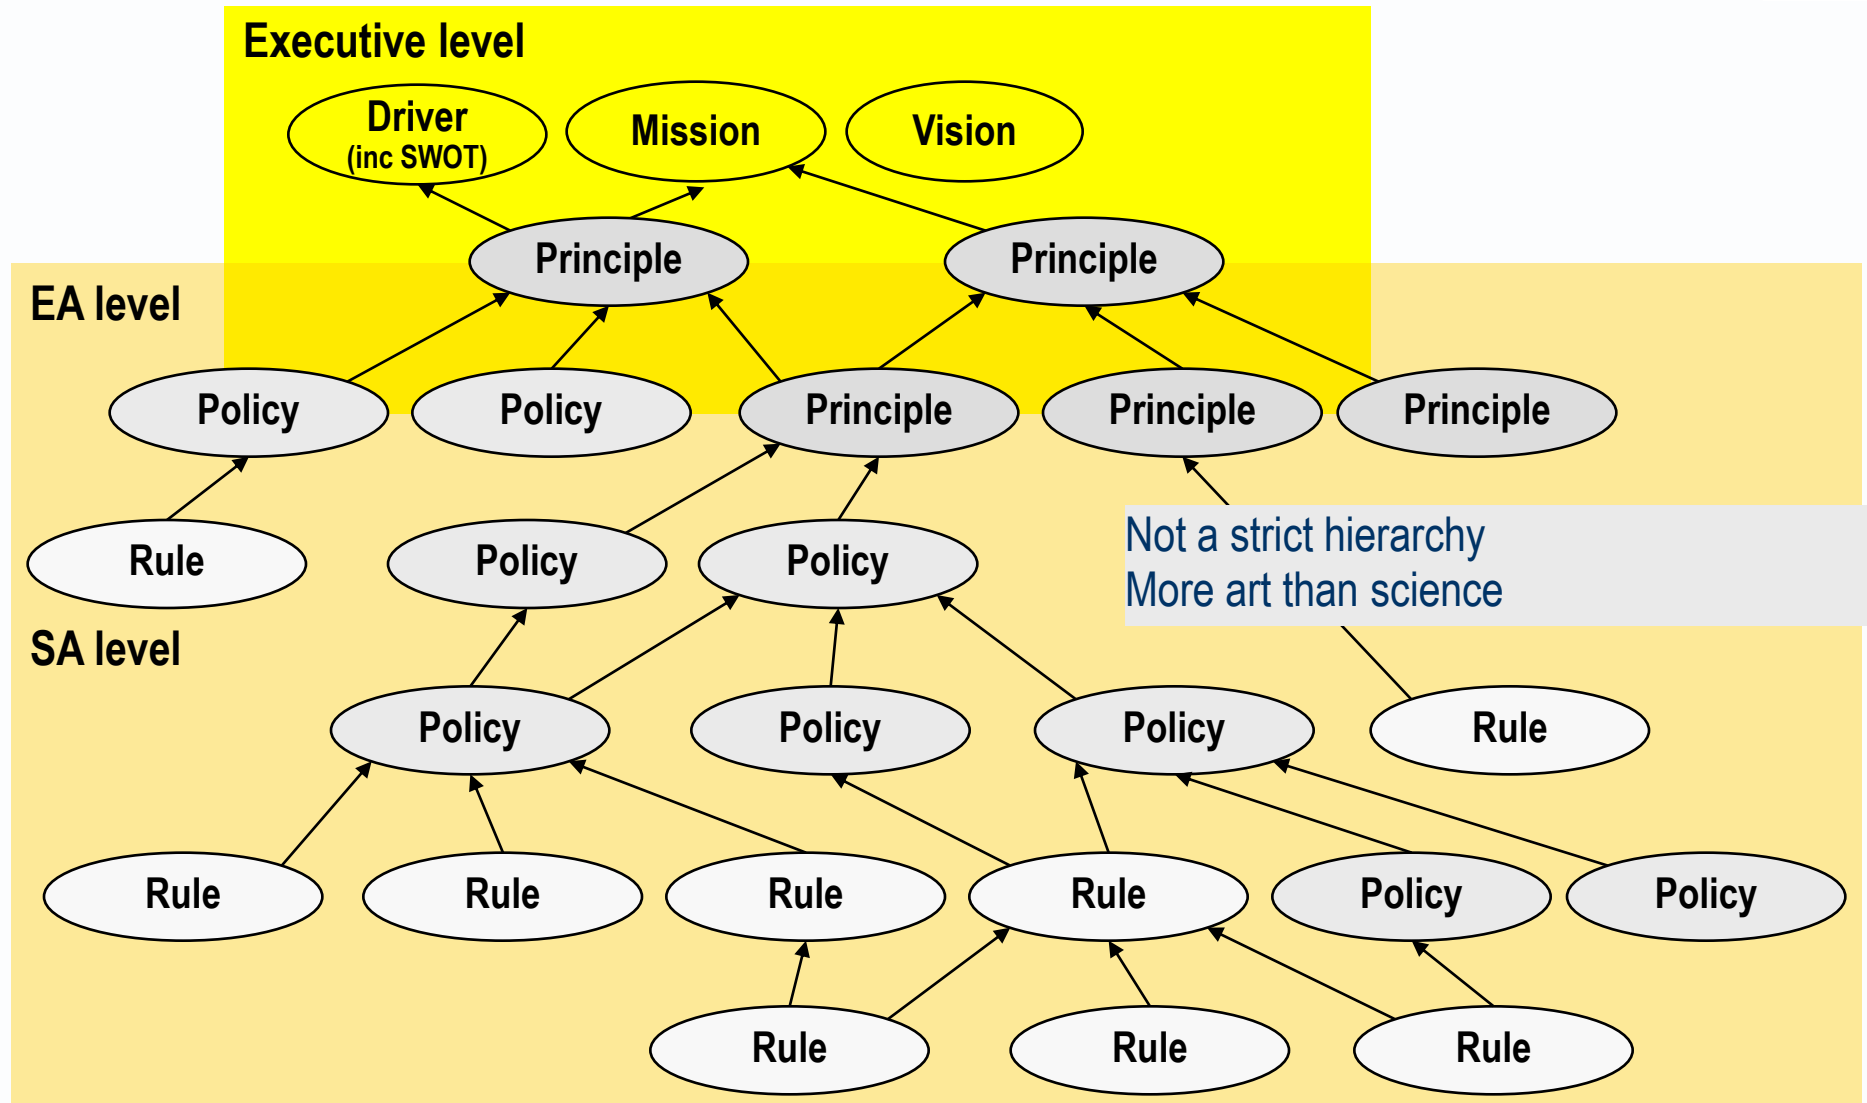 Executive level
Driver
(inc SWOT)
Mission
Vision
Principle
Principle
EA level
Policy
Policy
Principle
Principle
Principle
Rule
Policy
Policy
Not a strict hierarchy
More art than science
SA level
Policy
Policy
Policy
Rule
Rule
Rule
Rule
Rule
Policy
Policy
Rule
Rule
Rule